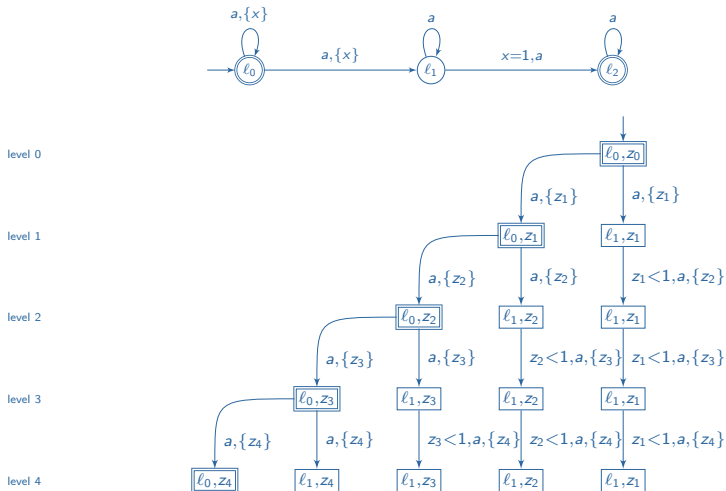 a,{x} a a
ℓ0 a,{x} ℓ1 x=1,a ℓ2
level 0 ℓ0,z0
a,{z1} a,{z1}
level 1 ℓ0,z1 ℓ1,z1
a,{z2} a,{z2} z1<1,a,{z2}
level 2 ℓ0,z2 ℓ1,z2 ℓ1,z1
a,{z3} a,{z3} z2<1,a,{z3} z1<1,a,{z3}
level 3 ℓ0,z3 ℓ1,z3 ℓ1,z2 ℓ1,z1
a,{z4} a,{z4} z3<1,a,{z4} z2<1,a,{z4} z1<1,a,{z4}
level 4 ℓ0,z4 ℓ1,z4 ℓ1,z3 ℓ1,z2 ℓ1,z1